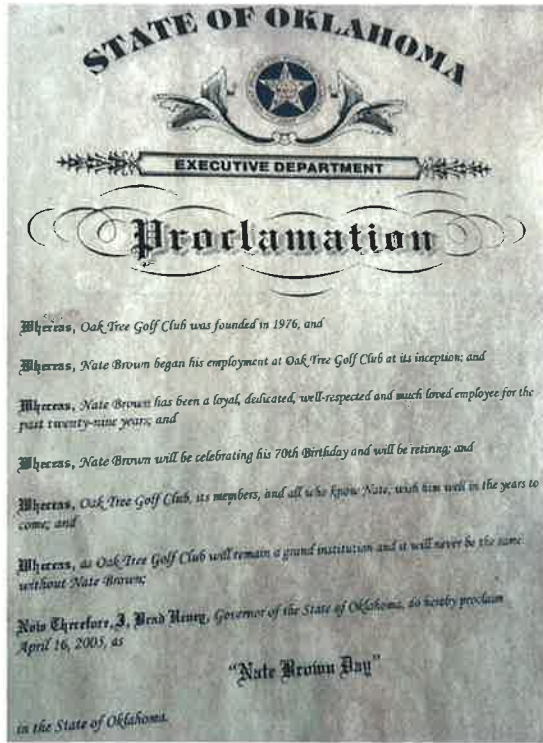 STATE OF OKLAHOMA
EXECUTIVE DEPARTMENT
Proclamation
Whereas, Oak Tree Golf Club was founded in 1976, and
Whereas, Nate Brown began his employment at Oak Tree Golf Club at its inception; and
Whereas, Nate Brown has been a loyal, dedicated, well-respected and much loved employee for the
past twenty-nine years; and
Whereas, Nate Brown will be celebrating his 70th Birthday and will be retiring; and
Whereas, Oak Tree Golf Club, its members, and all who know Nate, wish him well in the years to
come; and
Whereas, as Oak Tree Golf Club will remain a grand institution and it will never be the same
without Nate Brown;
Now Therefore, I, Brad Henry, Governor of the State of Oklahoma, do hereby proclaim
April 16, 2005, as
"Nate Brown Day"
in the State of Oklahoma.